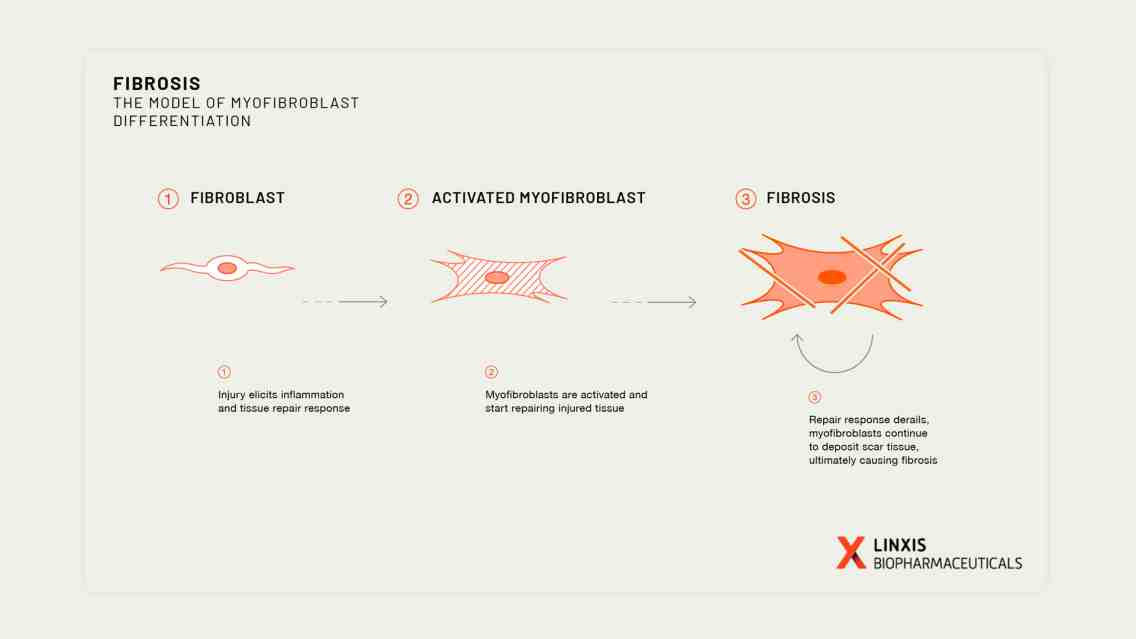 FIBROSIS
THE MODEL OF MYOFIBROBLAST
DIFFERENTIATION
1 FIBROBLAST
2 ACTIVATED MYOFIBROBLAST
3 FIBROSIS
1
Injury elicits inflammation
and tissue repair response
2
Myofibroblasts are activated and
start repairing injured tissue
3
Repair response derails,
myofibroblasts continue
to deposit scar tissue,
ultimately causing fibrosis
LINXIS
BIOPHARMACEUTICALS